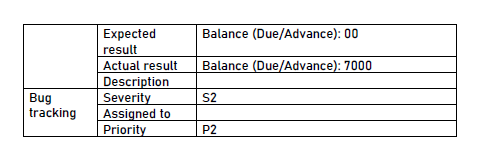 Expected Balance (Due/Advance): 00
result
Actual result Balance (Due/Advance): 7000
Description
Bug Severity S2
tracking Assigned to
Priority P2